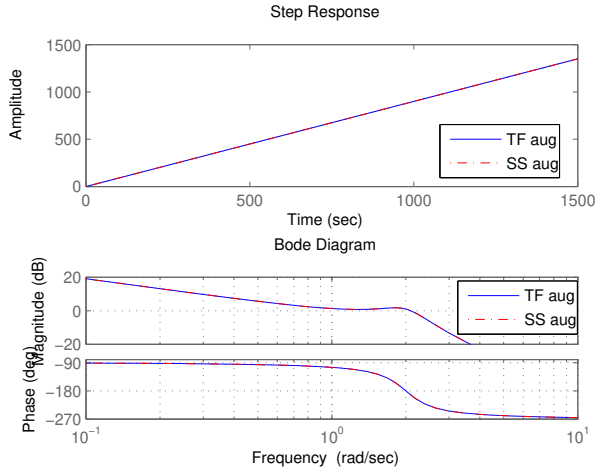 Step Response
1500
1000
500
0
Amplitude
TF aug
SS aug
0 500 1000 1500
Time (sec)
Bode Diagram
20
0
−20
Magnitude (dB)
TF aug
SS aug
−90
−180
−270
Phase (deg)
10^−1 10^0 10^1
Frequency (rad/sec)